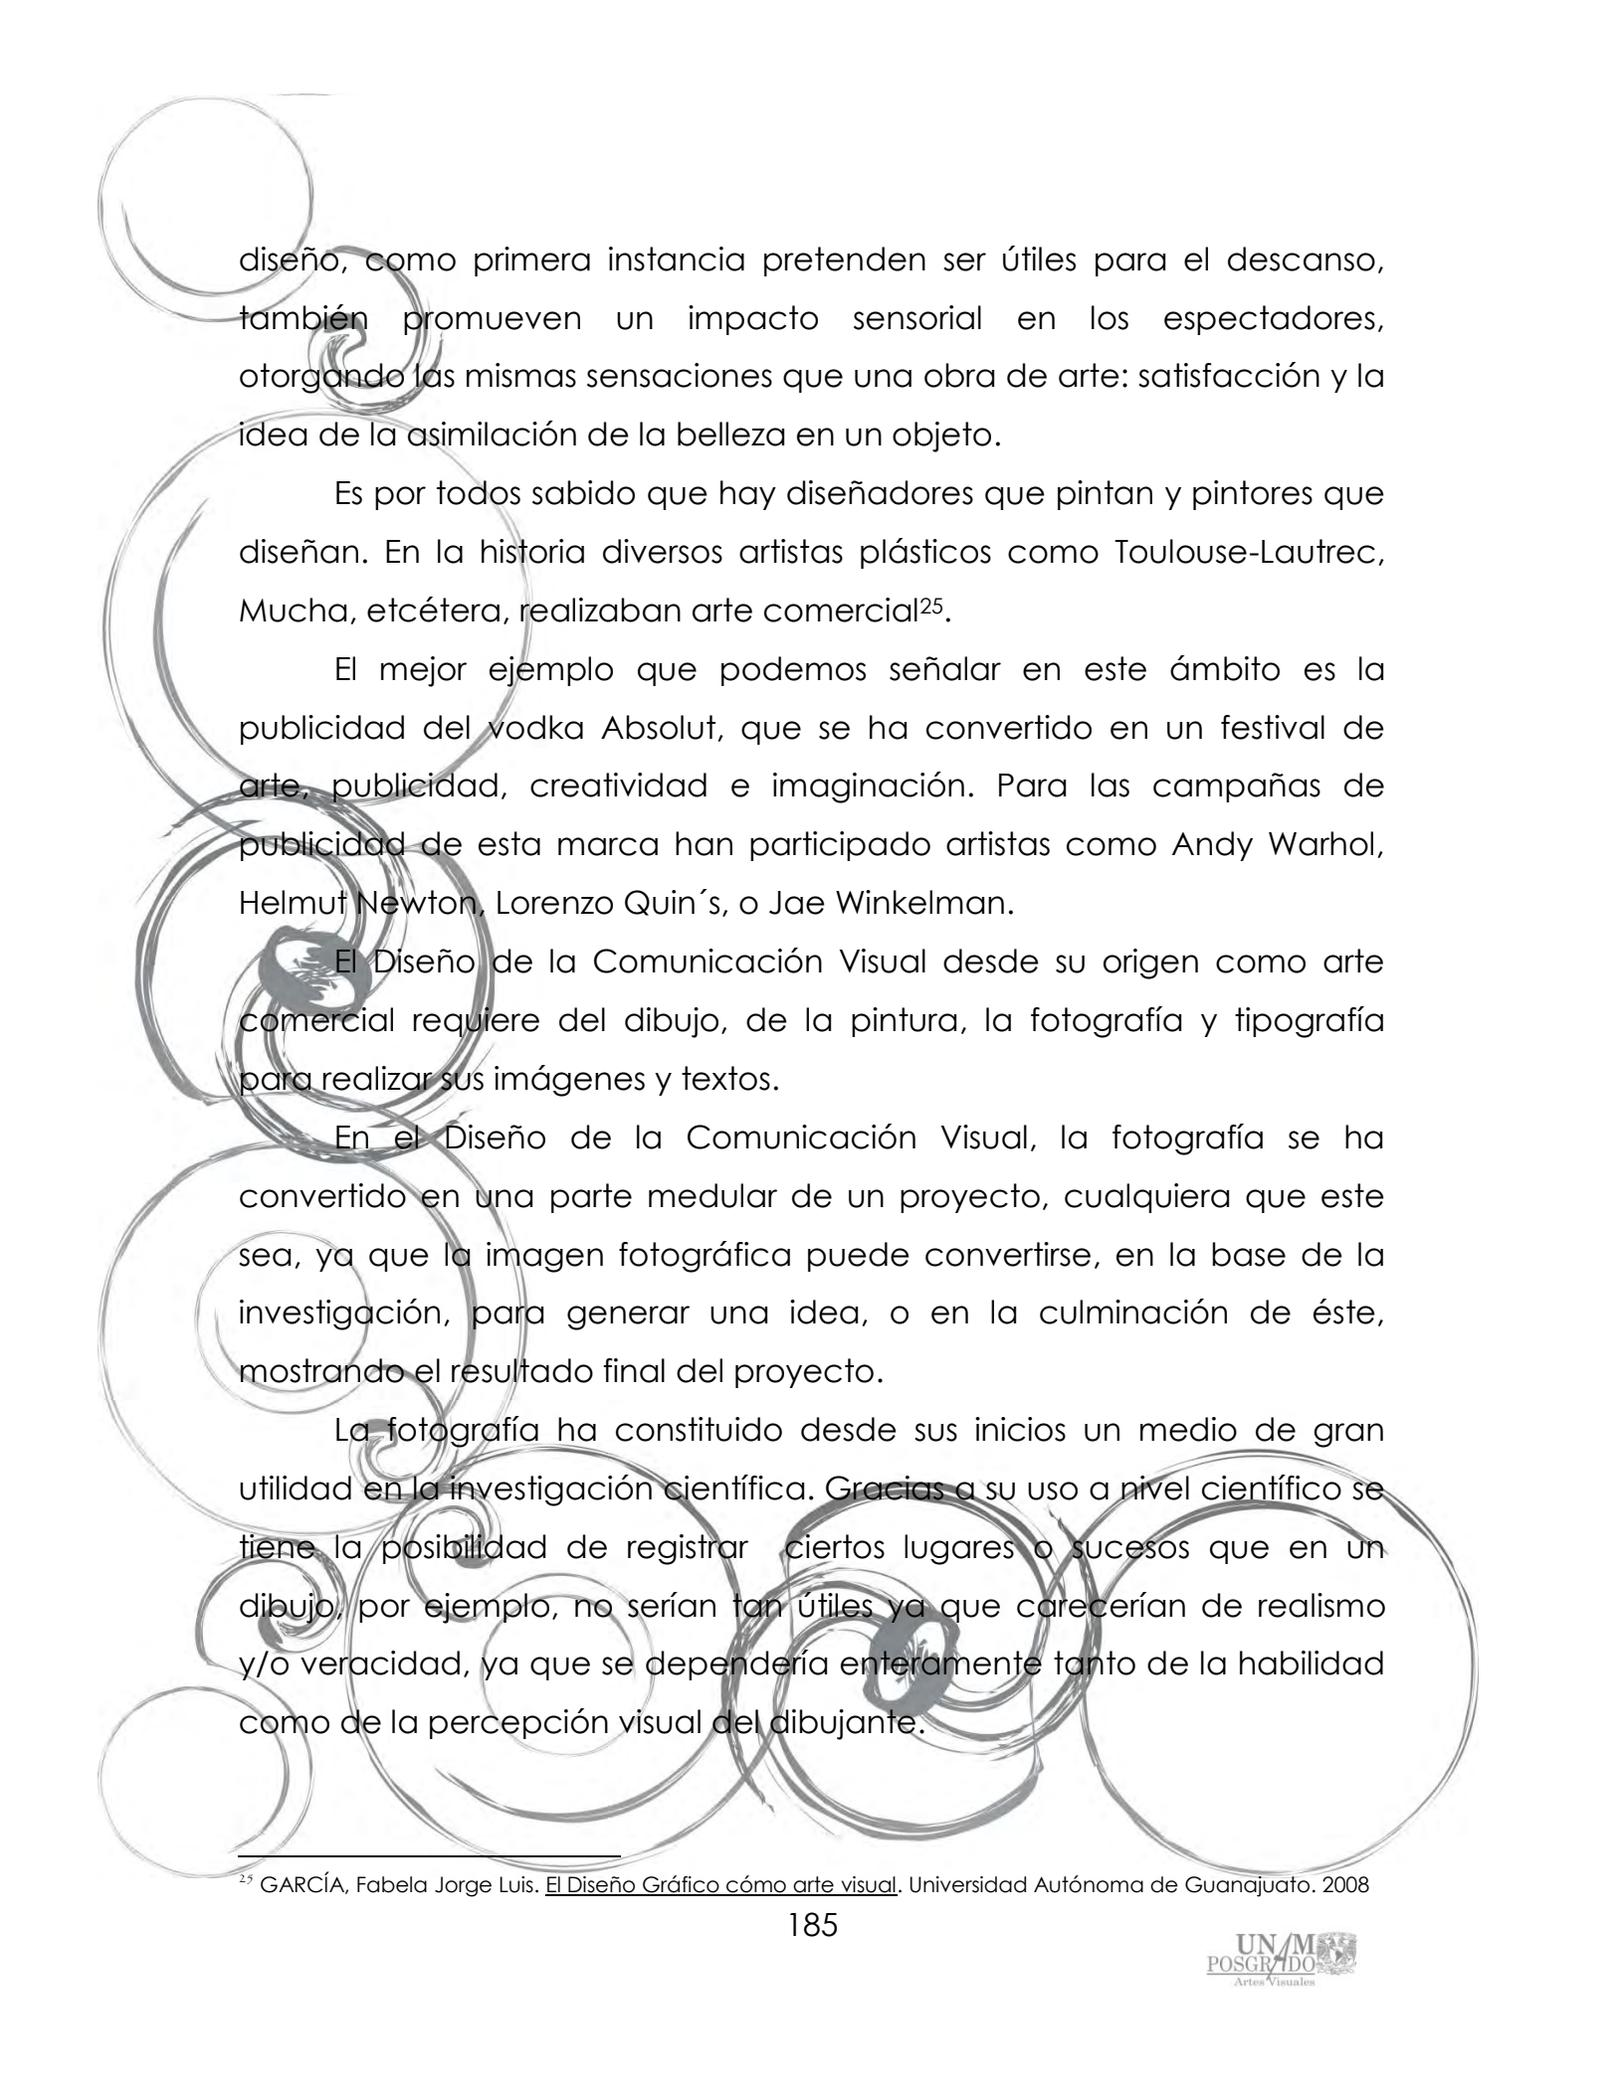 diseño, como primera instancia pretenden ser útiles para el descanso,
también promueven un impacto sensorial en los espectadores,
otorgando las mismas sensaciones que una obra de arte: satisfacción y la
idea de la asimilación de la belleza en un objeto.
Es por todos sabido que hay diseñadores que pintan y pintores que
diseñan. En la historia diversos artistas plásticos como Toulouse-Lautrec,
Mucha, etcétera, realizaban arte comercial25.
El mejor ejemplo que podemos señalar en este ámbito es la
publicidad del vodka Absolut, que se ha convertido en un festival de
arte, publicidad, creatividad e imaginación. Para las campañas de
publicidad de esta marca han participado artistas como Andy Warhol,
Helmut Newton, Lorenzo Quin´s, o Jae Winkelman.
El Diseño de la Comunicación Visual desde su origen como arte
comercial requiere del dibujo, de la pintura, la fotografía y tipografía
para realizar sus imágenes y textos.
En el Diseño de la Comunicación Visual, la fotografía se ha
convertido en una parte medular de un proyecto, cualquiera que este
sea, ya que la imagen fotográfica puede convertirse, en la base de la
investigación, para generar una idea, o en la culminación de éste,
mostrando el resultado final del proyecto.
La fotografía ha constituido desde sus inicios un medio de gran
utilidad en la investigación científica. Gracias a su uso a nivel científico se
tiene la posibilidad de registrar ciertos lugares o sucesos que en un
dibujo, por ejemplo, no serían tan útiles ya que carecerían de realismo
y/o veracidad, ya que se dependería enteramente tanto de la habilidad
como de la percepción visual del dibujante.
25 GARCÍA, Fabela Jorge Luis. El Diseño Gráfico cómo arte visual. Universidad Autónoma de Guanajuato. 2008
185
UNAM
POSGRADO
Artes Visuales